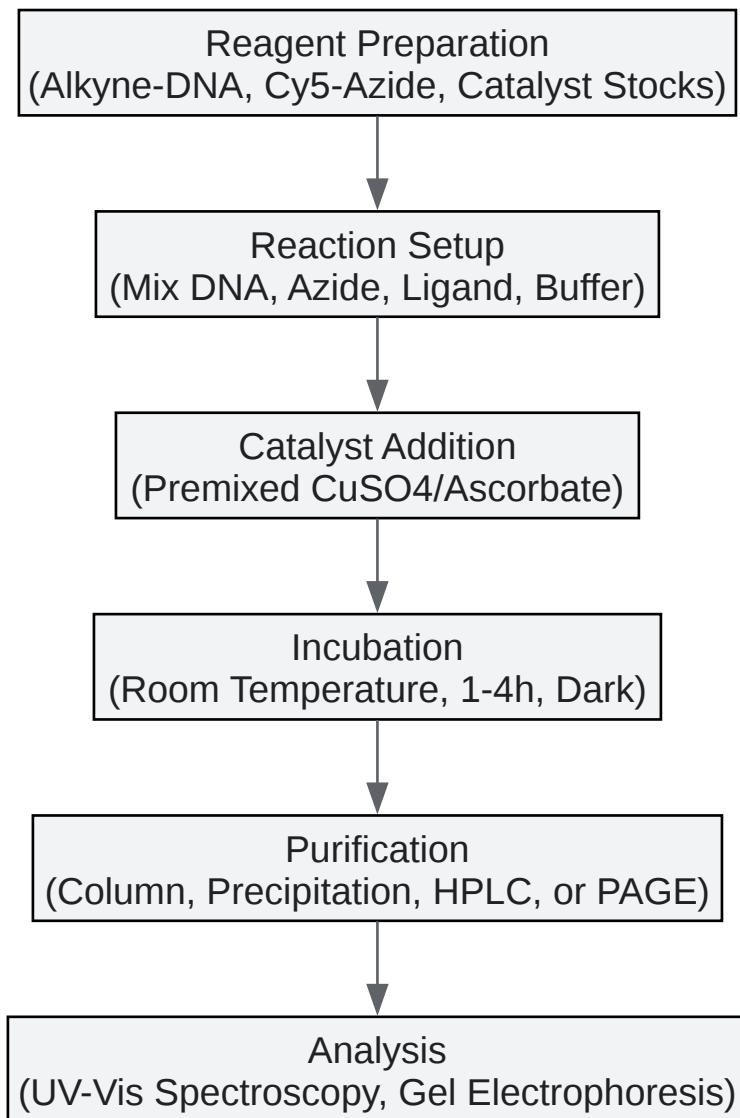 Reagent Preparation
(Alkyne-DNA, Cy5-Azide, Catalyst Stocks)
Reaction Setup
(Mix DNA, Azide, Ligand, Buffer)
Catalyst Addition
(Premixed CuSO4/Ascorbate)
Incubation
(Room Temperature, 1-4h, Dark)
Purification
(Column, Precipitation, HPLC, or PAGE)
Analysis
(UV-Vis Spectroscopy, Gel Electrophoresis)